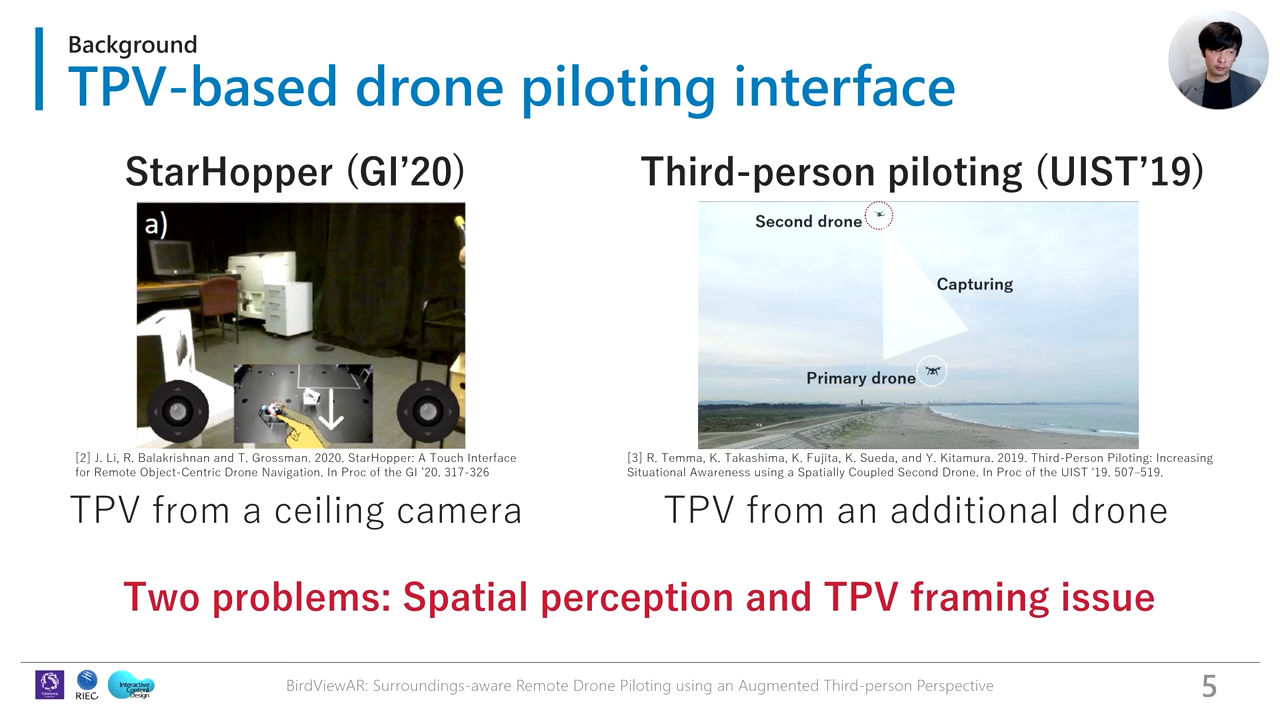 Background
TPV-based drone piloting interface
StarHopper (GI’20)
Third-person piloting (UIST’19)
a)
Second drone
Capturing
Primary drone
[2] J. Li, R. Balakrishnan and T. Grossman. 2020. StarHopper: A Touch Interface
for Remote Object-Centric Drone Navigation. In Proc of the GI ’20. 317-326
[3] R. Temma, K. Takashima, K. Fujita, K. Sueda, and Y. Kitamura. 2019. Third-Person Piloting: Increasing
Situational Awareness using a Spatially Coupled Second Drone. In Proc of the UIST ’19. 507–519.
TPV from a ceiling camera
TPV from an additional drone
Two problems: Spatial perception and TPV framing issue
RIEC
Interactive
Content
Design
BirdViewAR: Surroundings-aware Remote Drone Piloting using an Augmented Third-person Perspective
5